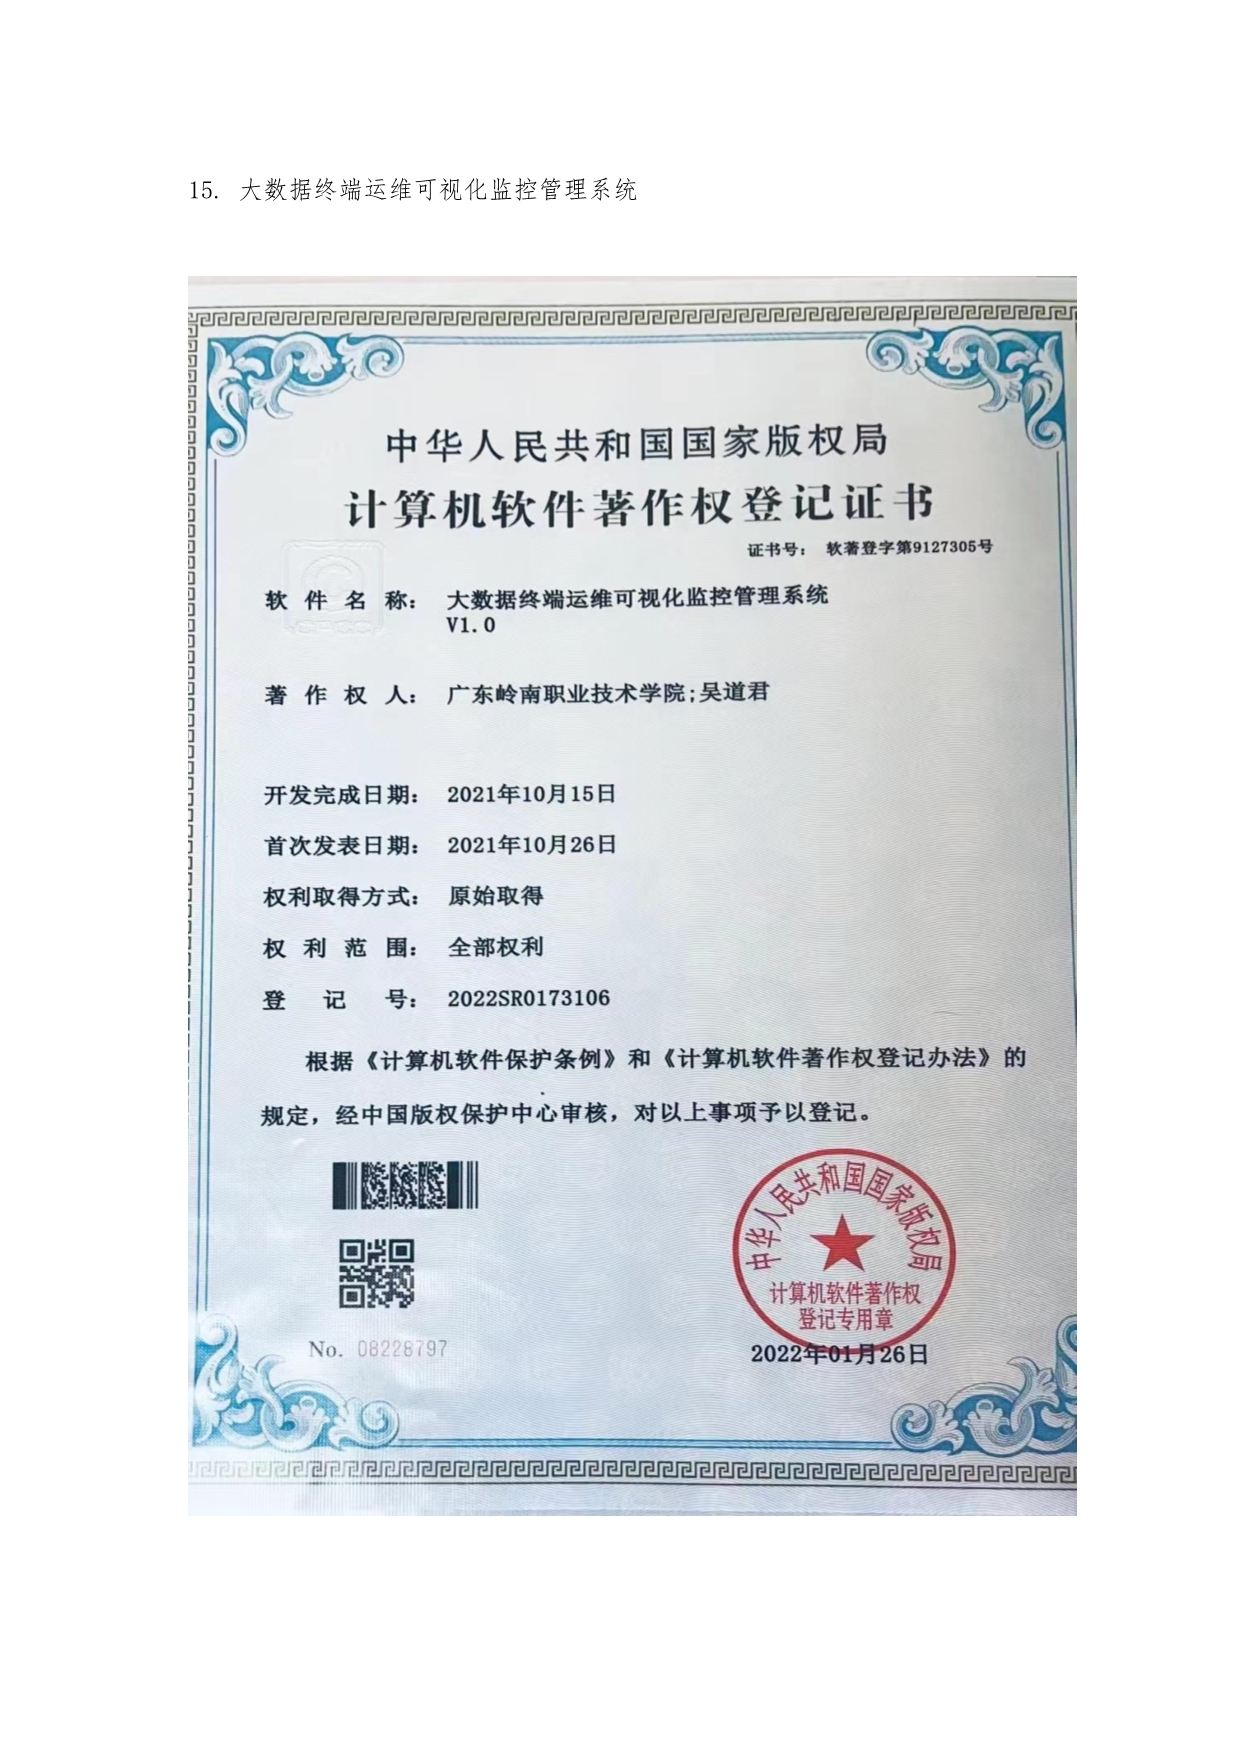 15. 大数据终端运维可视化监控管理系统
中华人民共和国国家版权局
计算机软件著作权登记证书
证书号： 软著登字第9127305号
软件名称： 大数据终端运维可视化监控管理系统
V1.0
著作权人： 广东岭南职业技术学院;吴道君
开发完成日期： 2021年10月15日
首次发表日期： 2021年10月26日
权利取得方式： 原始取得
权利范围： 全部权利
登记号： 2022SR0173106
根据《计算机软件保护条例》和《计算机软件著作权登记办法》的
规定，经中国版权保护中心审核，对以上事项予以登记。
中华人民共和国国家版权局
计算机软件著作权
登记专用章
No. 08228797
2022年01月26日